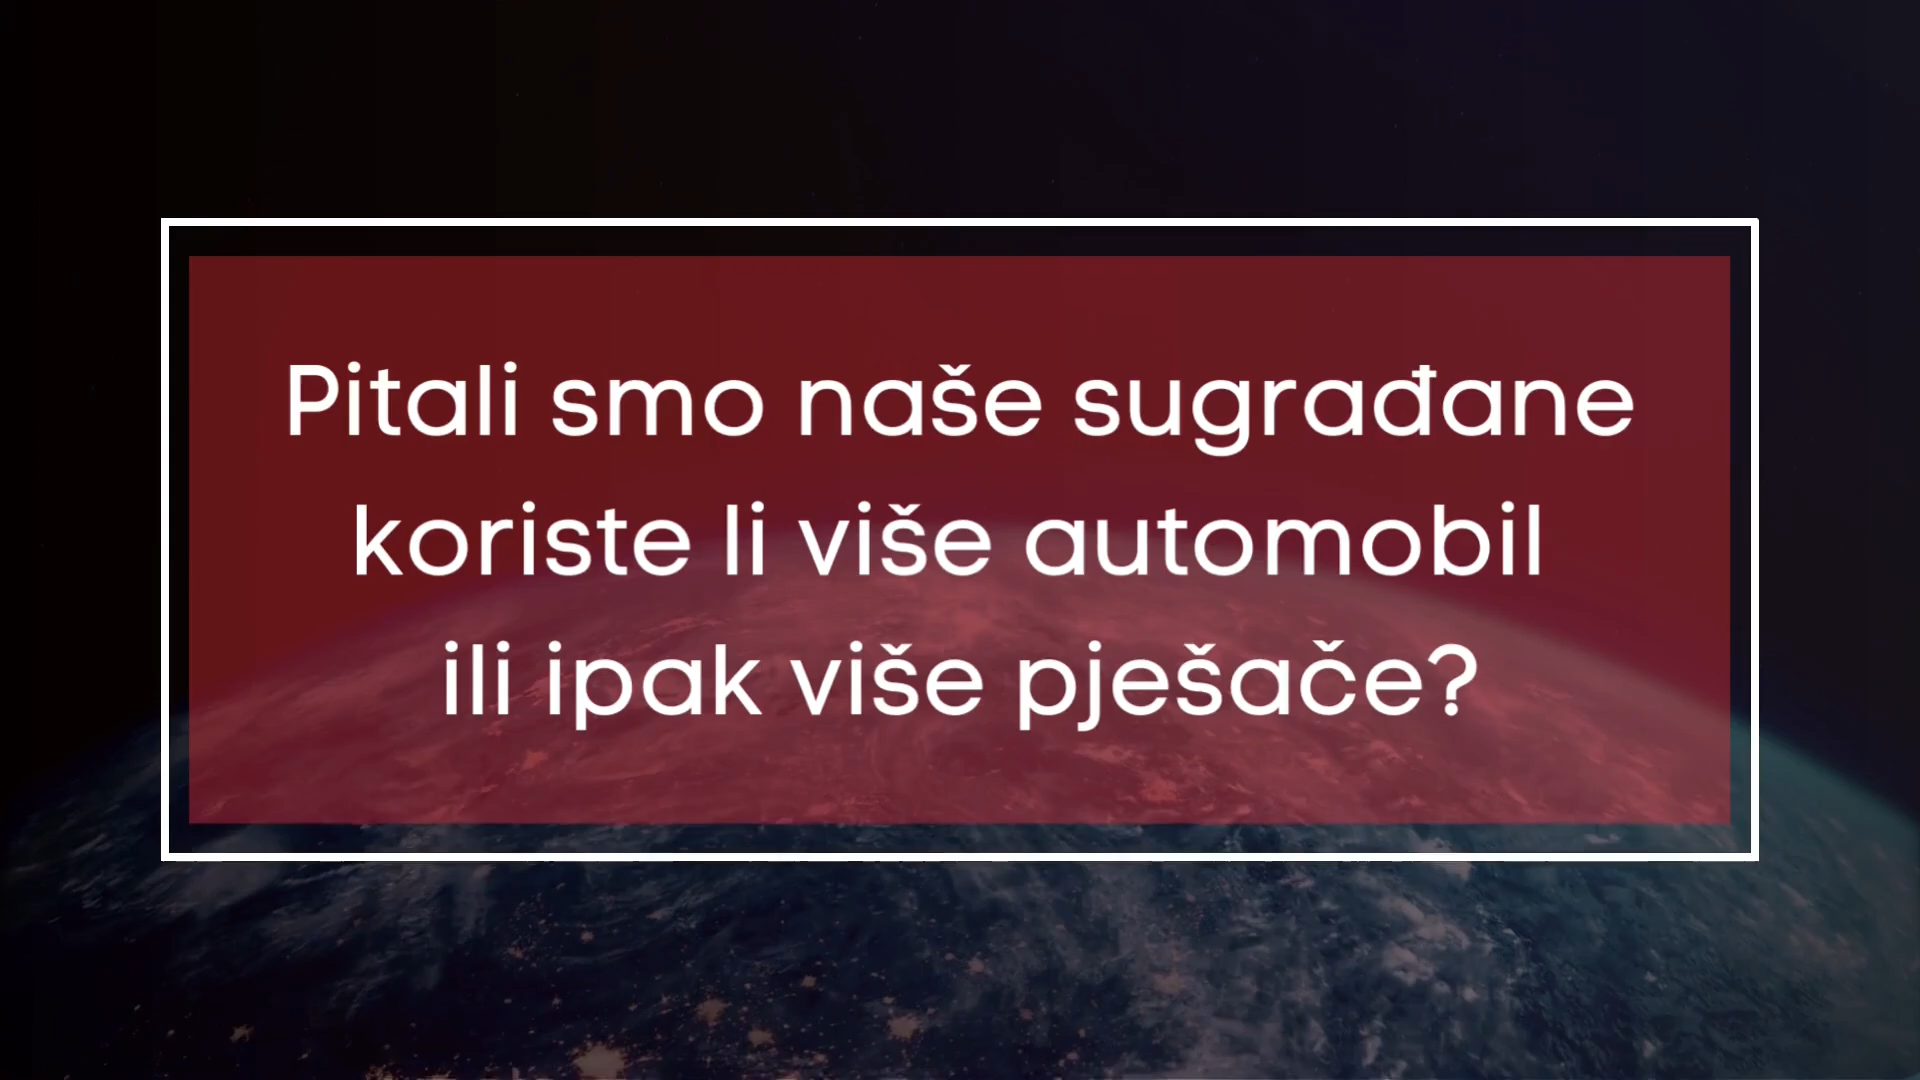 Pitali smo naše sugrađane
koriste li više automobil
ili ipak više pješače?